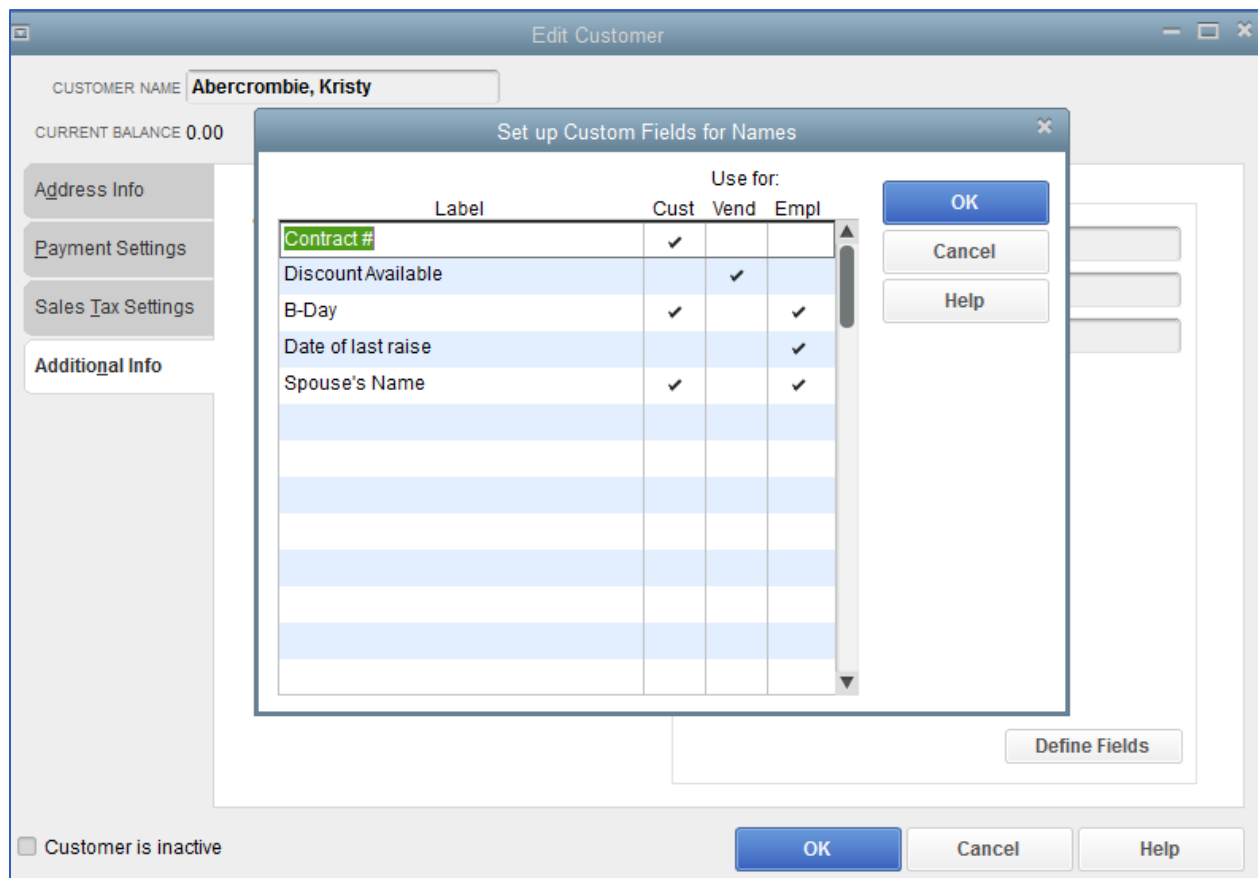 Edit Customer
CUSTOMER NAME Abercrombie, Kristy
CURRENT BALANCE 0.00
Address Info
Payment Settings
Sales Tax Settings
Additional Info
Set up Custom Fields for Names
Use for:
Label Cust Vend Empl
Contract #
Discount Available
B-Day
Date of last raise
Spouse's Name
OK
Cancel
Help
Define Fields
Customer is inactive
OK Cancel Help